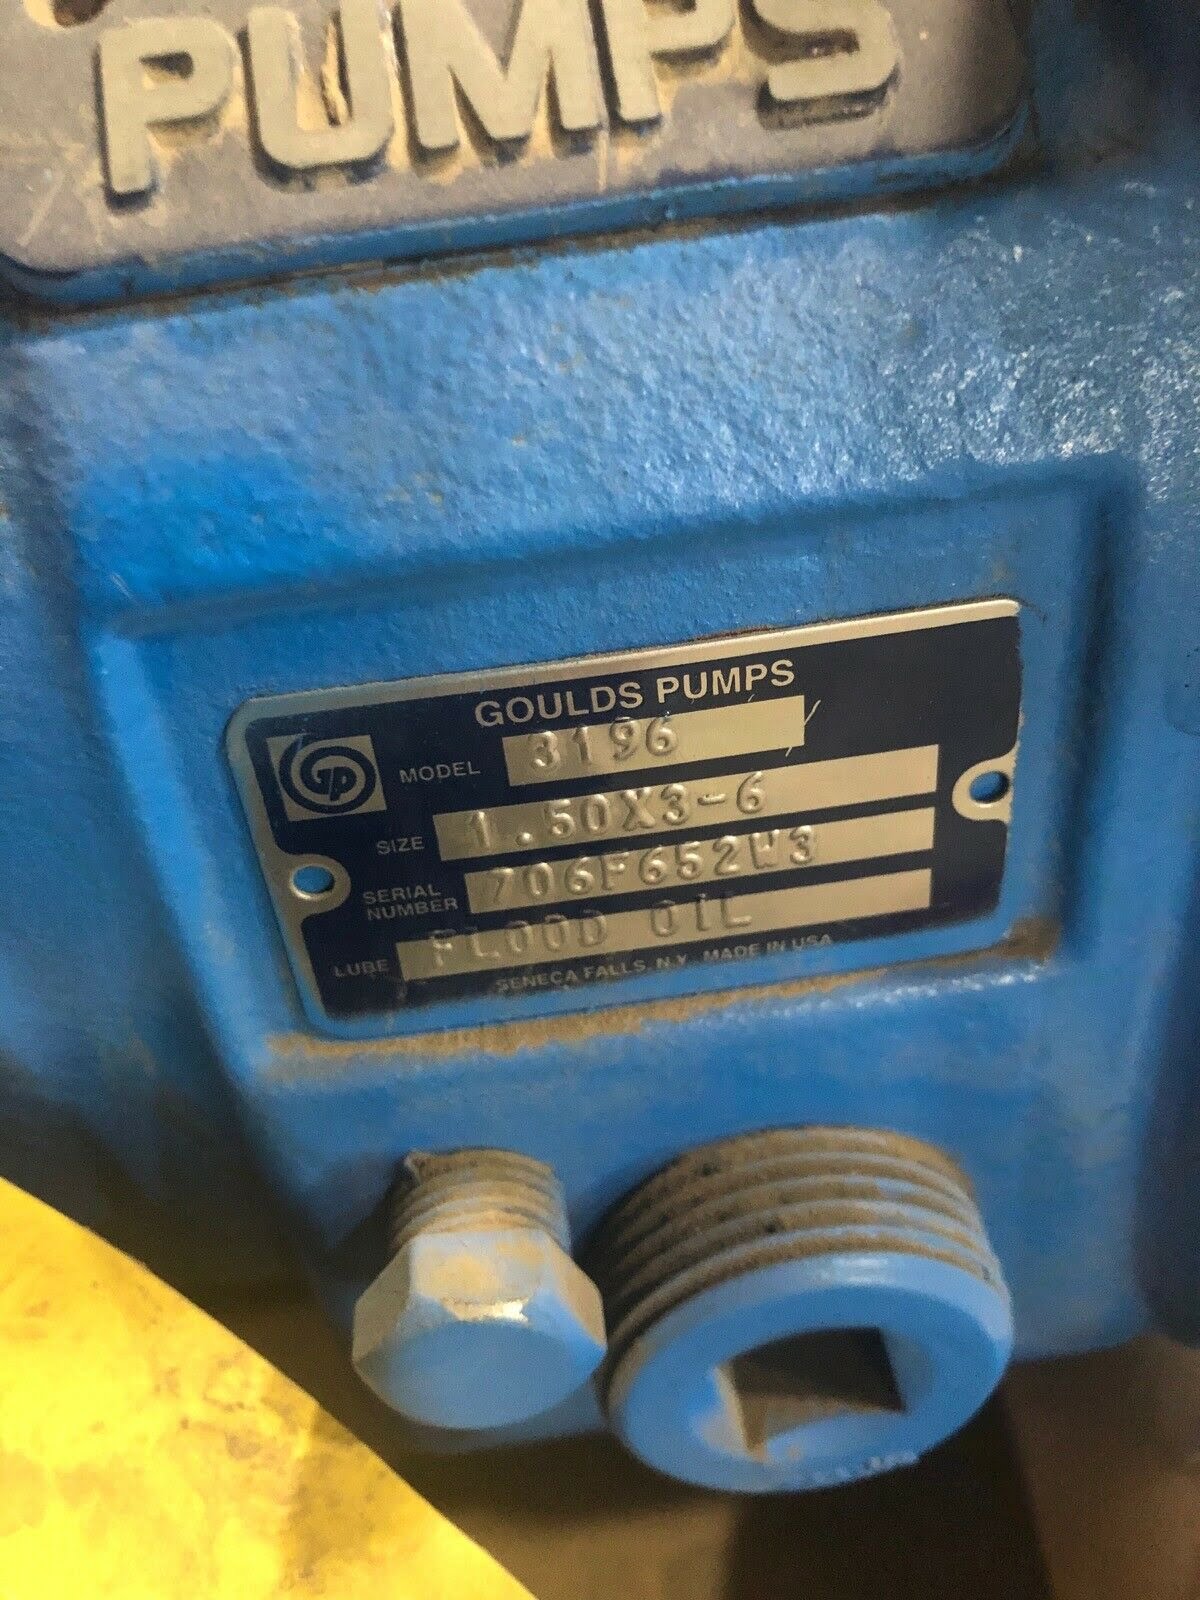 PUMPS
GOULDS PUMPS
GP
MODEL 3196
SIZE 1.50X3-6
SERIAL NUMBER 706F652W3
LUBE FLOOD OIL
SENECA FALLS, N.Y. MADE IN USA